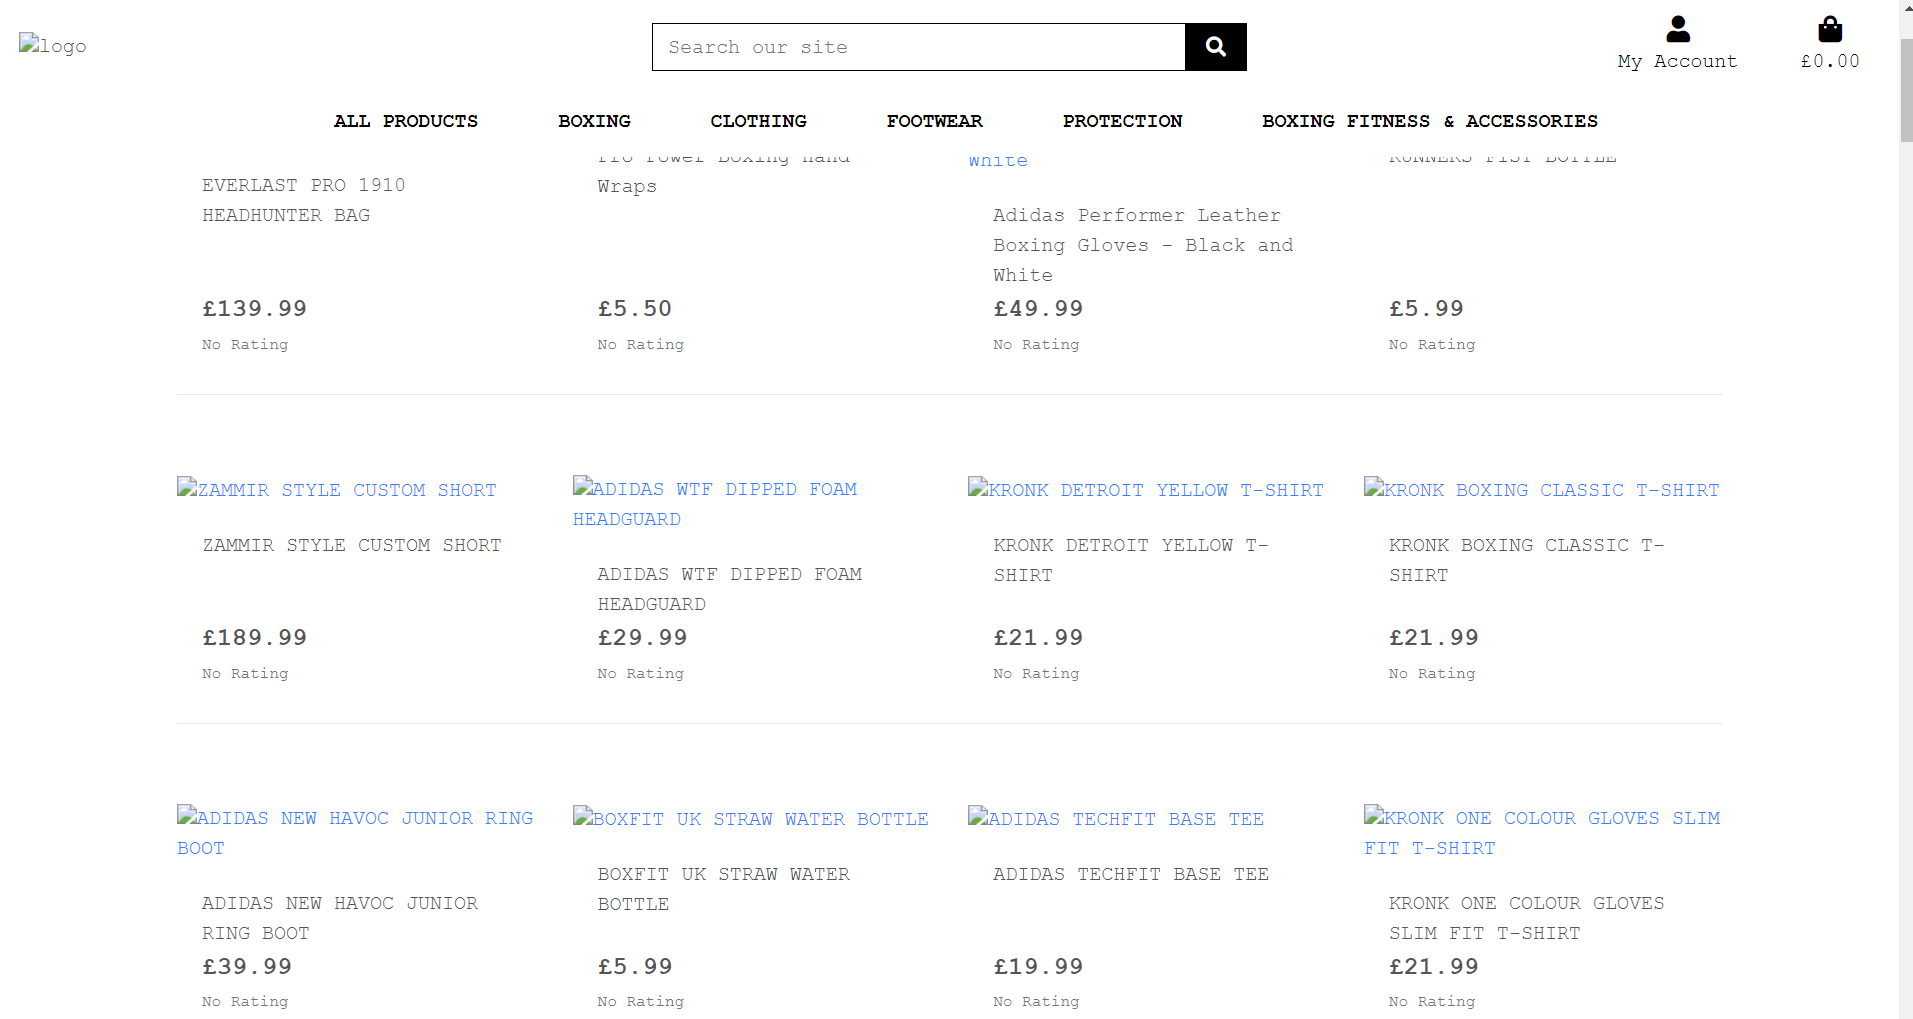 logo
Search our site
My Account
£0.00
ALL PRODUCTS BOXING CLOTHING FOOTWEAR PROTECTION BOXING FITNESS & ACCESSORIES
EVERLAST PRO 1910
HEADHUNTER BAG
£139.99
No Rating
Pro Power Boxing Hand
Wraps
£5.50
No Rating
White
Adidas Performer Leather
Boxing Gloves - Black and
White
£49.99
No Rating
RUNNERS FIST BOTTLE
£5.99
No Rating
ZAMMIR STYLE CUSTOM SHORT
ZAMMIR STYLE CUSTOM SHORT
£189.99
No Rating
ADIDAS WTF DIPPED FOAM
HEADGUARD
ADIDAS WTF DIPPED FOAM
HEADGUARD
£29.99
No Rating
KRONK DETROIT YELLOW T-SHIRT
KRONK DETROIT YELLOW T-
SHIRT
£21.99
No Rating
KRONK BOXING CLASSIC T-SHIRT
KRONK BOXING CLASSIC T-
SHIRT
£21.99
No Rating
ADIDAS NEW HAVOC JUNIOR RING
BOOT
ADIDAS NEW HAVOC JUNIOR
RING BOOT
£39.99
No Rating
BOXFIT UK STRAW WATER BOTTLE
BOXFIT UK STRAW WATER
BOTTLE
£5.99
No Rating
ADIDAS TECHFIT BASE TEE
ADIDAS TECHFIT BASE TEE
£19.99
No Rating
KRONK ONE COLOUR GLOVES SLIM
FIT T-SHIRT
KRONK ONE COLOUR GLOVES
SLIM FIT T-SHIRT
£21.99
No Rating